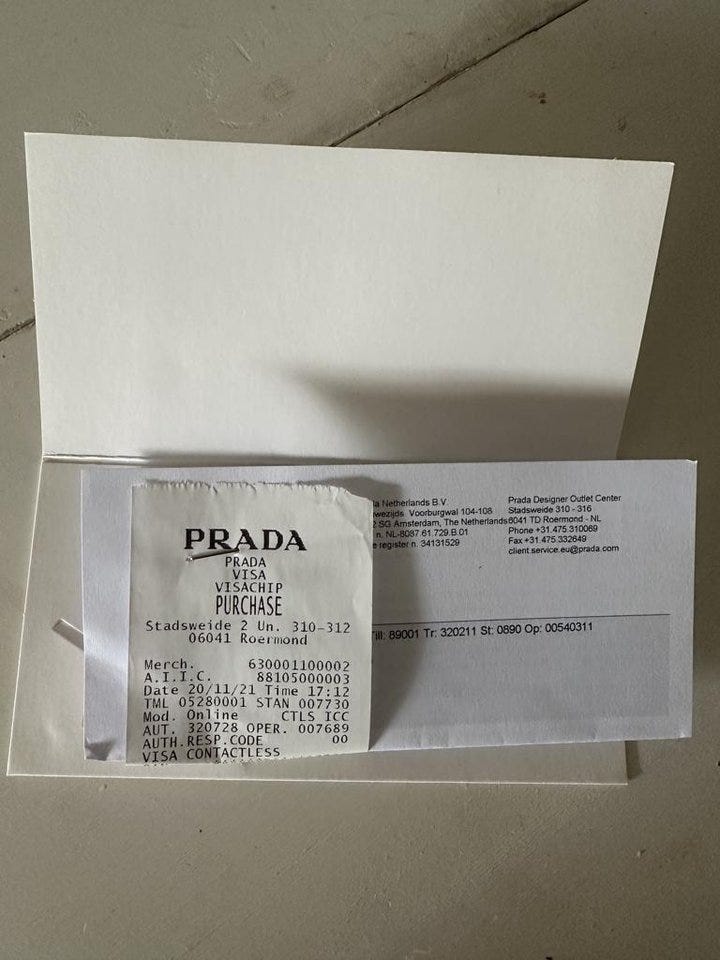 PRADA
PRADA
VISA
VISACHIP
PURCHASE
Stadsweide 2 Un. 310-312
06041 Roermond
Merch. 630001100002
A.I.I.C. 88105000003
Date 20/11/21 Time 17:12
TML 05280001 STAN 007730
Mod. Online CTLS ICC
AUT. 320728 OPER. 007689
AUTH.RESP.CODE 00
VISA CONTACTLESS
Netherlands B.V
Voorburgwal 104-108
SG Amsterdam, The Netherlands
n. NL-8037.61.729.B.01
register n. 34131529
Prada Designer Outlet Center
Stadsweide 310 - 316
6041 TD Roermond - NL
Phone +31.475.310069
Fax +31.475.332649
client.service.eu@prada.com
Till: 89001 Tr: 320211 St: 0890 Op: 00540311